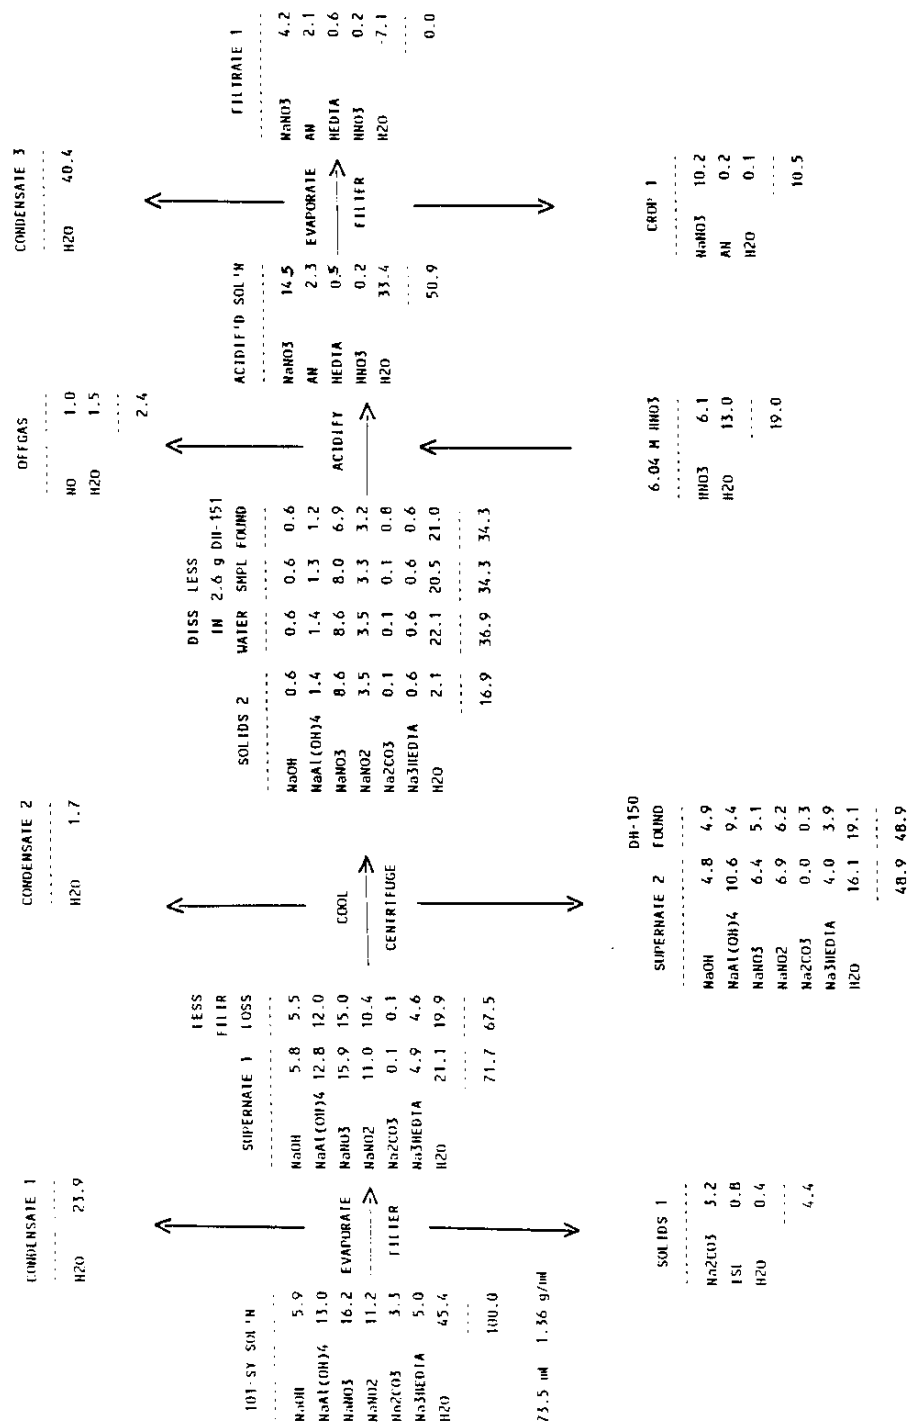 CONDENSATE 1
H2O 23.9
CONDENSATE 2
H2O 1.7
OFFGAS
NO 1.0
H2O 1.5
2.4
CONDENSATE 3
H2O 40.4
101-SY SOL'N
NaOH 5.9
NaAl(OH)4 13.0
NaNO3 16.2
NaNO2 11.2
Na2CO3 3.3
Na3HEDTA 5.0
H2O 45.4
100.0
73.5 ml 1.36 g/ml
EVAPORATE
FILTER
LESS
FILTR
SUPERNATE 1 LOSS
NaOH 5.8 5.5
NaAl(OH)4 12.8 12.0
NaNO3 15.9 15.0
NaNO2 11.0 10.4
Na2CO3 0.1 0.1
Na3HEDTA 4.9 4.6
H2O 21.1 19.9
71.7 67.5
COOL
CENTRIFUGE
DISS LESS
IN 2.6 g DH-151
SOLIDS 2 WATER SMPL FOUND
NaOH 0.6 0.6 0.6 0.6
NaAl(OH)4 1.4 1.4 1.3 1.2
NaNO3 8.6 8.6 8.0 6.9
NaNO2 3.5 3.5 3.3 3.2
Na2CO3 0.1 0.1 0.1 0.8
Na3HEDTA 0.6 0.6 0.6 0.6
H2O 2.1 22.1 20.5 21.0
16.9 36.9 34.3 34.3
ACIDIFY
ACIDIF'D SOL'N
NaNO3 14.5
AN 2.3
HEDTA 0.5
HNO3 0.2
H2O 33.4
50.9
EVAPORATE
FILTER
FILTRATE 1
NaNO3 4.2
AN 2.1
HEDTA 0.6
HNO3 0.2
H2O -7.1
0.0
SOLIDS 1
Na2CO3 3.2
ISL 0.8
H2O 0.4
4.4
DH-150
SUPERNATE 2 FOUND
NaOH 4.8 4.9
NaAl(OH)4 10.6 9.4
NaNO3 6.4 5.1
NaNO2 6.9 6.2
Na2CO3 0.0 0.3
Na3HEDTA 4.0 3.9
H2O 16.1 19.1
48.9 48.9
6.04 M HNO3
HNO3 6.1
H2O 13.0
19.0
CROP 1
NaNO3 10.2
AN 0.2
H2O 0.1
10.5